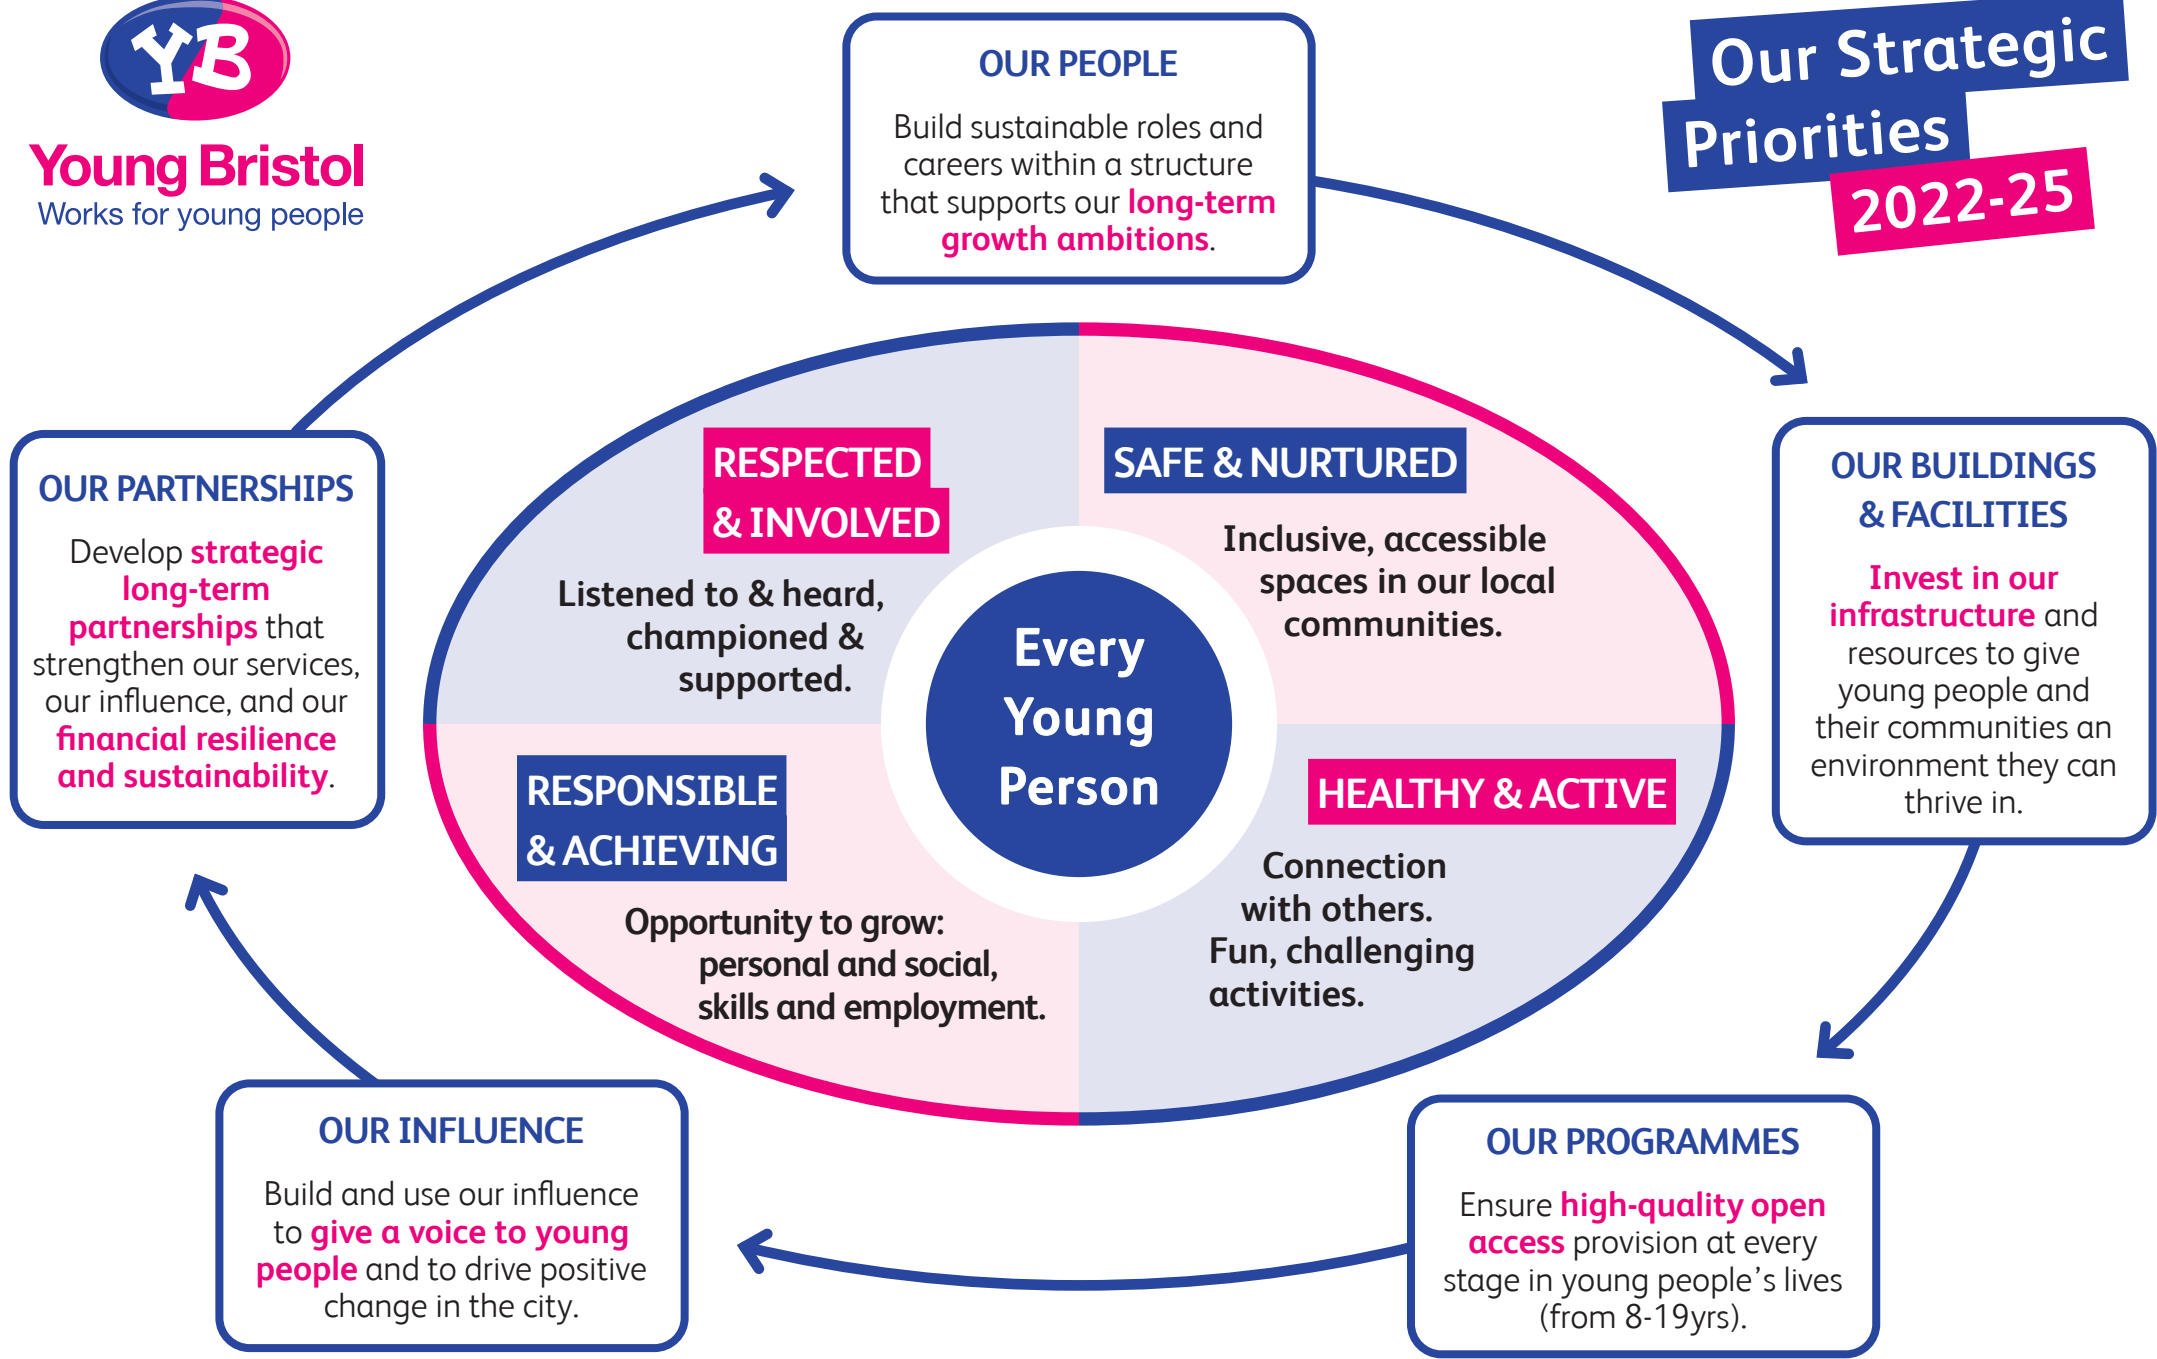 YB
Young Bristol
Works for young people
Our Strategic
Priorities
2022-25
OUR PEOPLE
Build sustainable roles and
careers within a structure
that supports our long-term
growth ambitions.
OUR BUILDINGS
& FACILITIES
Invest in our
infrastructure and
resources to give
young people and
their communities an
environment they can
thrive in.
OUR PROGRAMMES
Ensure high-quality open
access provision at every
stage in young people's lives
(from 8-19yrs).
OUR INFLUENCE
Build and use our influence
to give a voice to young
people and to drive positive
change in the city.
OUR PARTNERSHIPS
Develop strategic
long-term
partnerships that
strengthen our services,
our influence, and our
financial resilience
and sustainability.
RESPECTED
& INVOLVED
Listened to & heard,
championed &
supported.
SAFE & NURTURED
Inclusive, accessible
spaces in our local
communities.
HEALTHY & ACTIVE
Connection
with others.
Fun, challenging
activities.
RESPONSIBLE
& ACHIEVING
Opportunity to grow:
personal and social,
skills and employment.
Every
Young
Person